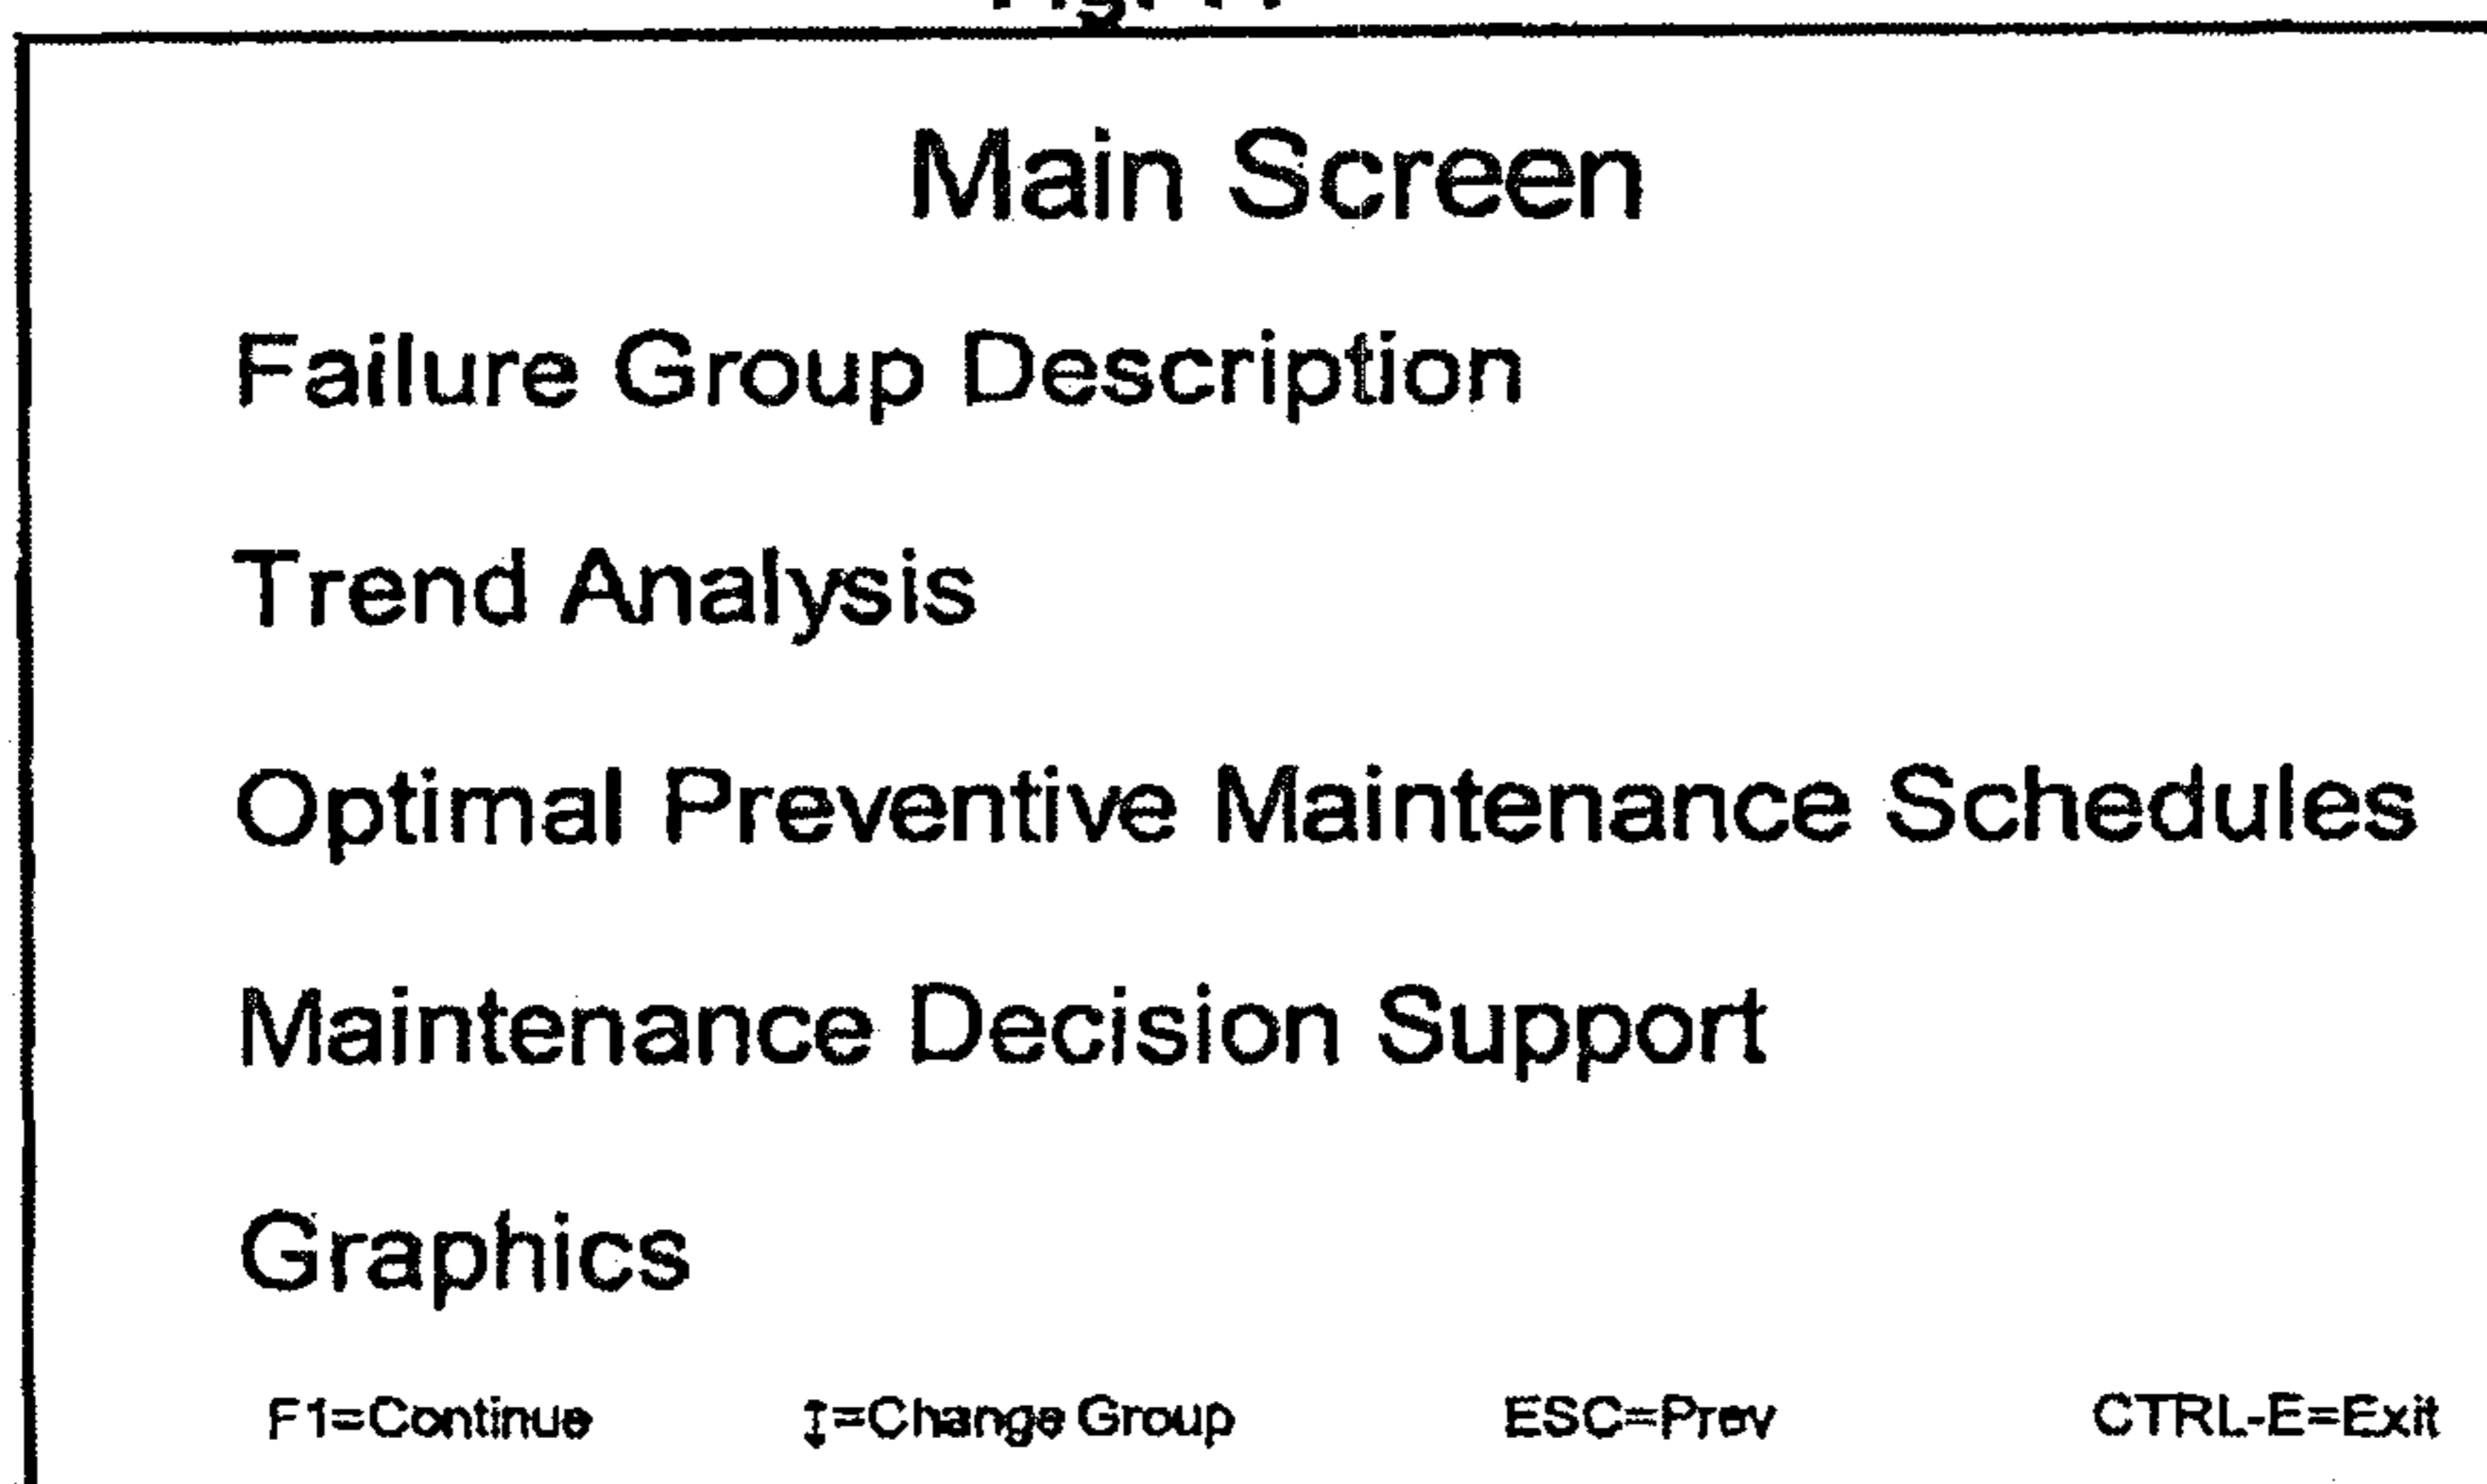 Main Screen
Failure Group Description
Trend Analysis
Optimal Preventive Maintenance Schedules
Maintenance Decision Support
Graphics
F1=Continue ↕=Change Group ESC=Prev CTRL-E=Exit